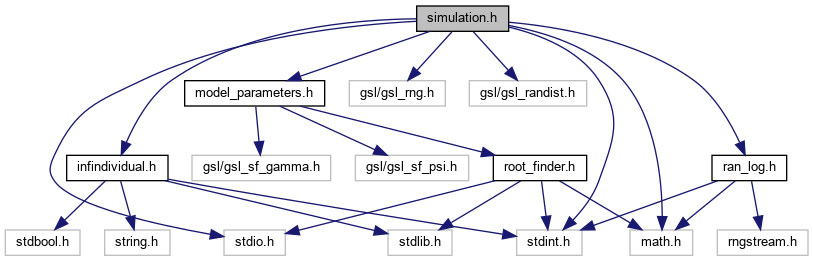 simulation.h
model_parameters.h
gsl/gsl_rng.h
gsl/gsl_randist.h
infindividual.h
gsl/gsl_sf_gamma.h
gsl/gsl_sf_psi.h
root_finder.h
ran_log.h
stdbool.h
string.h
stdio.h
stdlib.h
stdint.h
math.h
rngstream.h